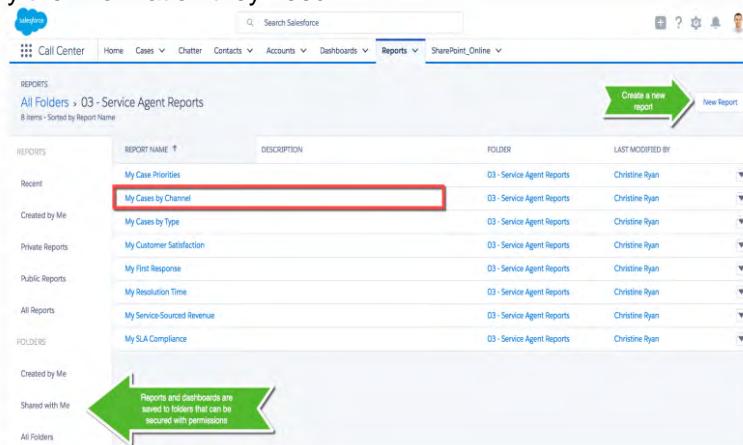 y the information they need.
salesforce
Search Salesforce
Call Center Home Cases Chatter Contacts Accounts Dashboards Reports SharePoint_Online
REPORTS
All Folders > 03 - Service Agent Reports
8 items - Sorted by Report Name
Create a new
report
New Report
REPORTS
REPORT NAME ↑ DESCRIPTION FOLDER LAST MODIFIED BY
Recent
Created by Me
Private Reports
Public Reports
All Reports
My Case Priorities 03 - Service Agent Reports Christine Ryan
My Cases by Channel 03 - Service Agent Reports Christine Ryan
My Cases by Type 03 - Service Agent Reports Christine Ryan
My Customer Satisfaction 03 - Service Agent Reports Christine Ryan
My First Response 03 - Service Agent Reports Christine Ryan
My Resolution Time 03 - Service Agent Reports Christine Ryan
My Service-Sourced Revenue 03 - Service Agent Reports Christine Ryan
My SLA Compliance 03 - Service Agent Reports Christine Ryan
FOLDERS
Created by Me
Shared with Me
All Folders
Reports and dashboards are
saved to folders that can be
secured with permissions